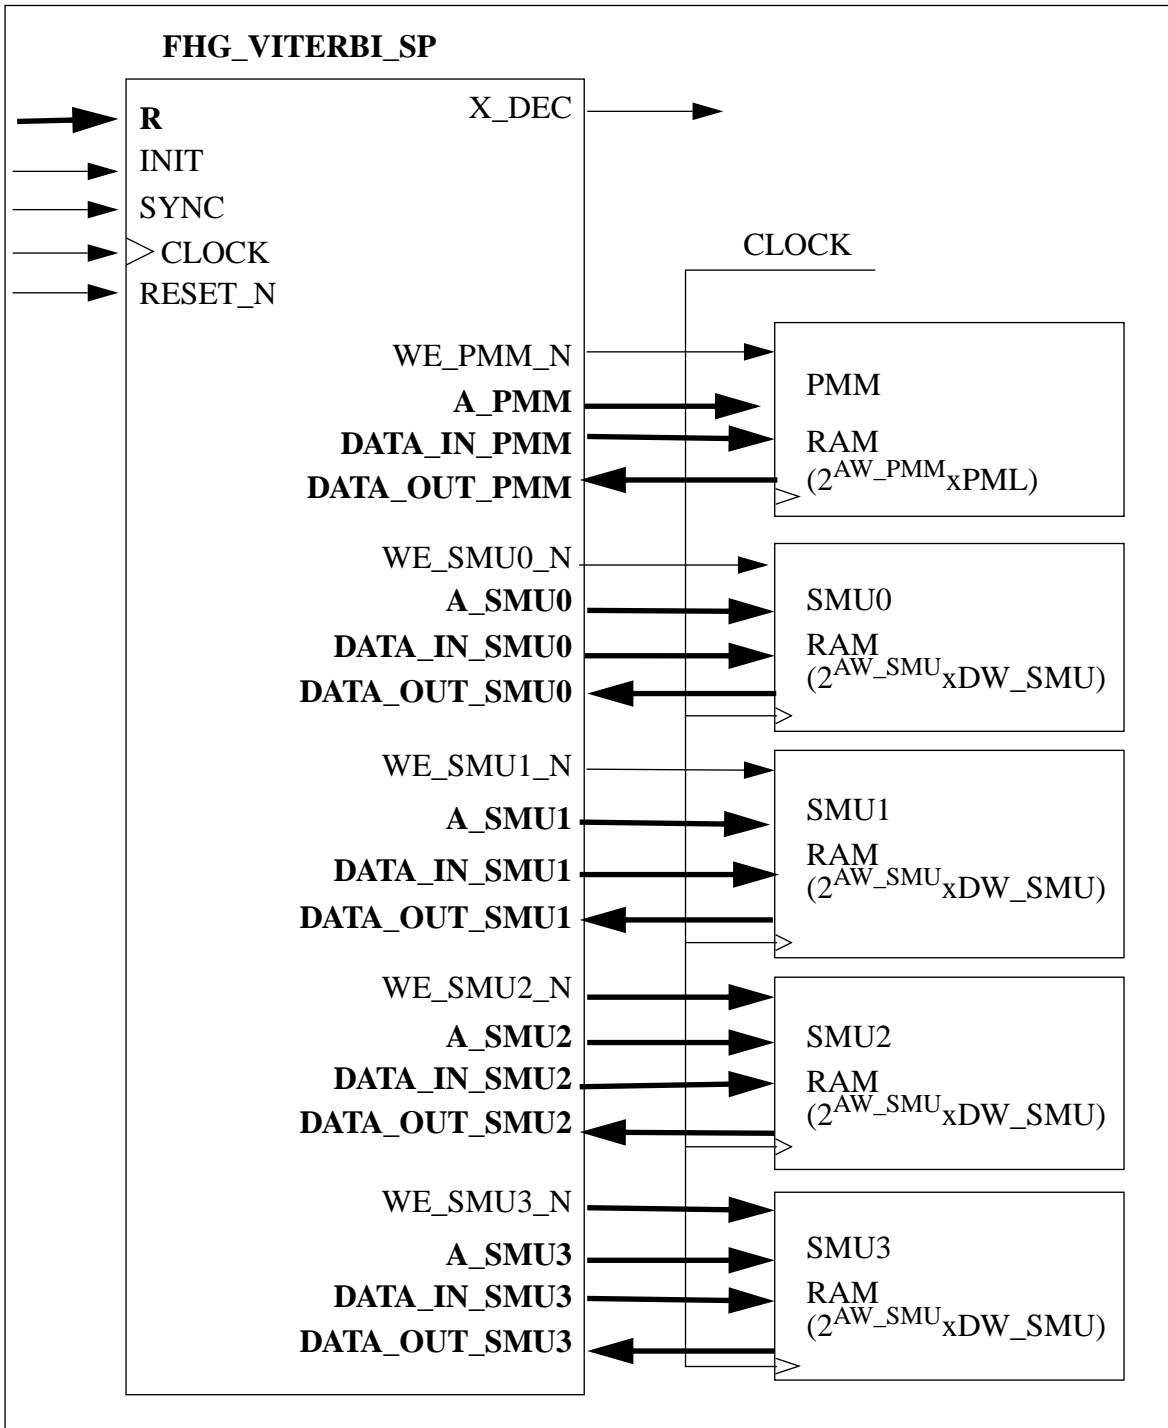 FHG_VITERBI_SP
R
X_DEC
INIT
SYNC
CLOCK
CLOCK
RESET_N
WE_PMM_N
A_PMM
DATA_IN_PMM
DATA_OUT_PMM
PMM
RAM
(2^AW_PMM xPML)
WE_SMU0_N
A_SMU0
DATA_IN_SMU0
DATA_OUT_SMU0
SMU0
RAM
(2^AW_SMU xDW_SMU)
WE_SMU1_N
A_SMU1
DATA_IN_SMU1
DATA_OUT_SMU1
SMU1
RAM
(2^AW_SMU xDW_SMU)
WE_SMU2_N
A_SMU2
DATA_IN_SMU2
DATA_OUT_SMU2
SMU2
RAM
(2^AW_SMU xDW_SMU)
WE_SMU3_N
A_SMU3
DATA_IN_SMU3
DATA_OUT_SMU3
SMU3
RAM
(2^AW_SMU xDW_SMU)